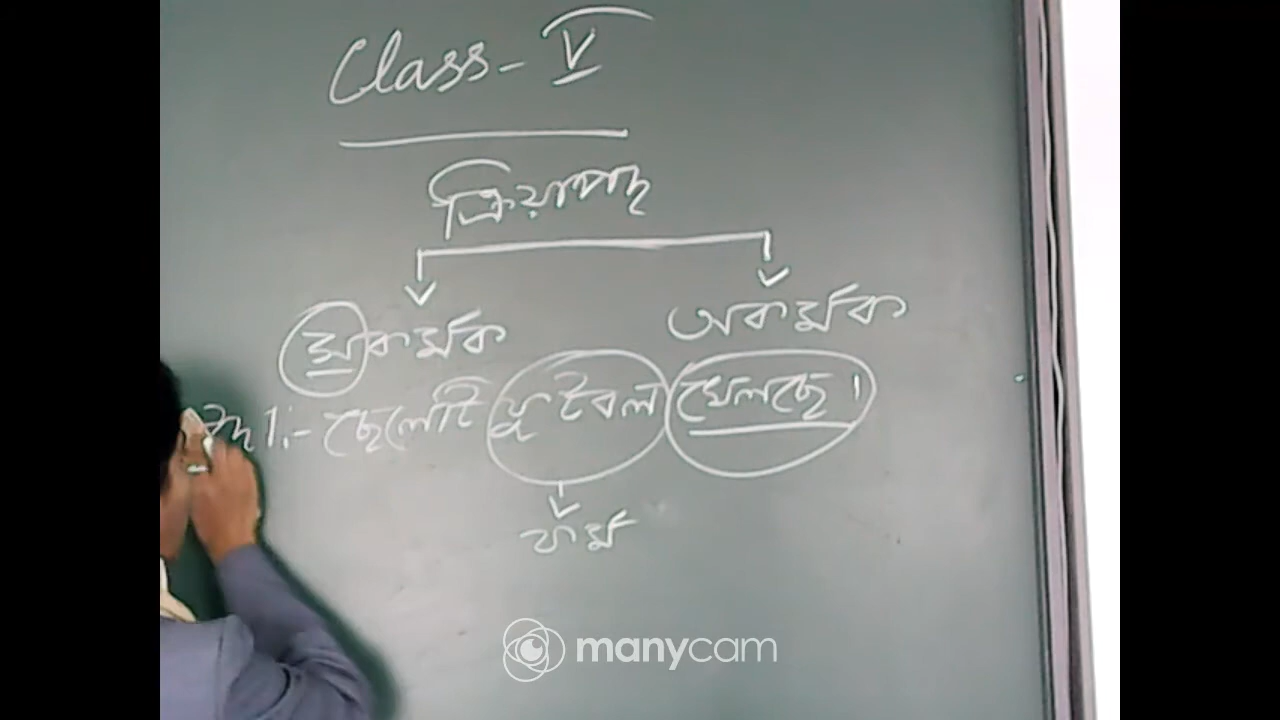 Class - V
ক্রিয়াপদ
সকর্মক অকর্মক
1:- ছেলেটি ফুটবল খেলছে।
কর্ম
manycam